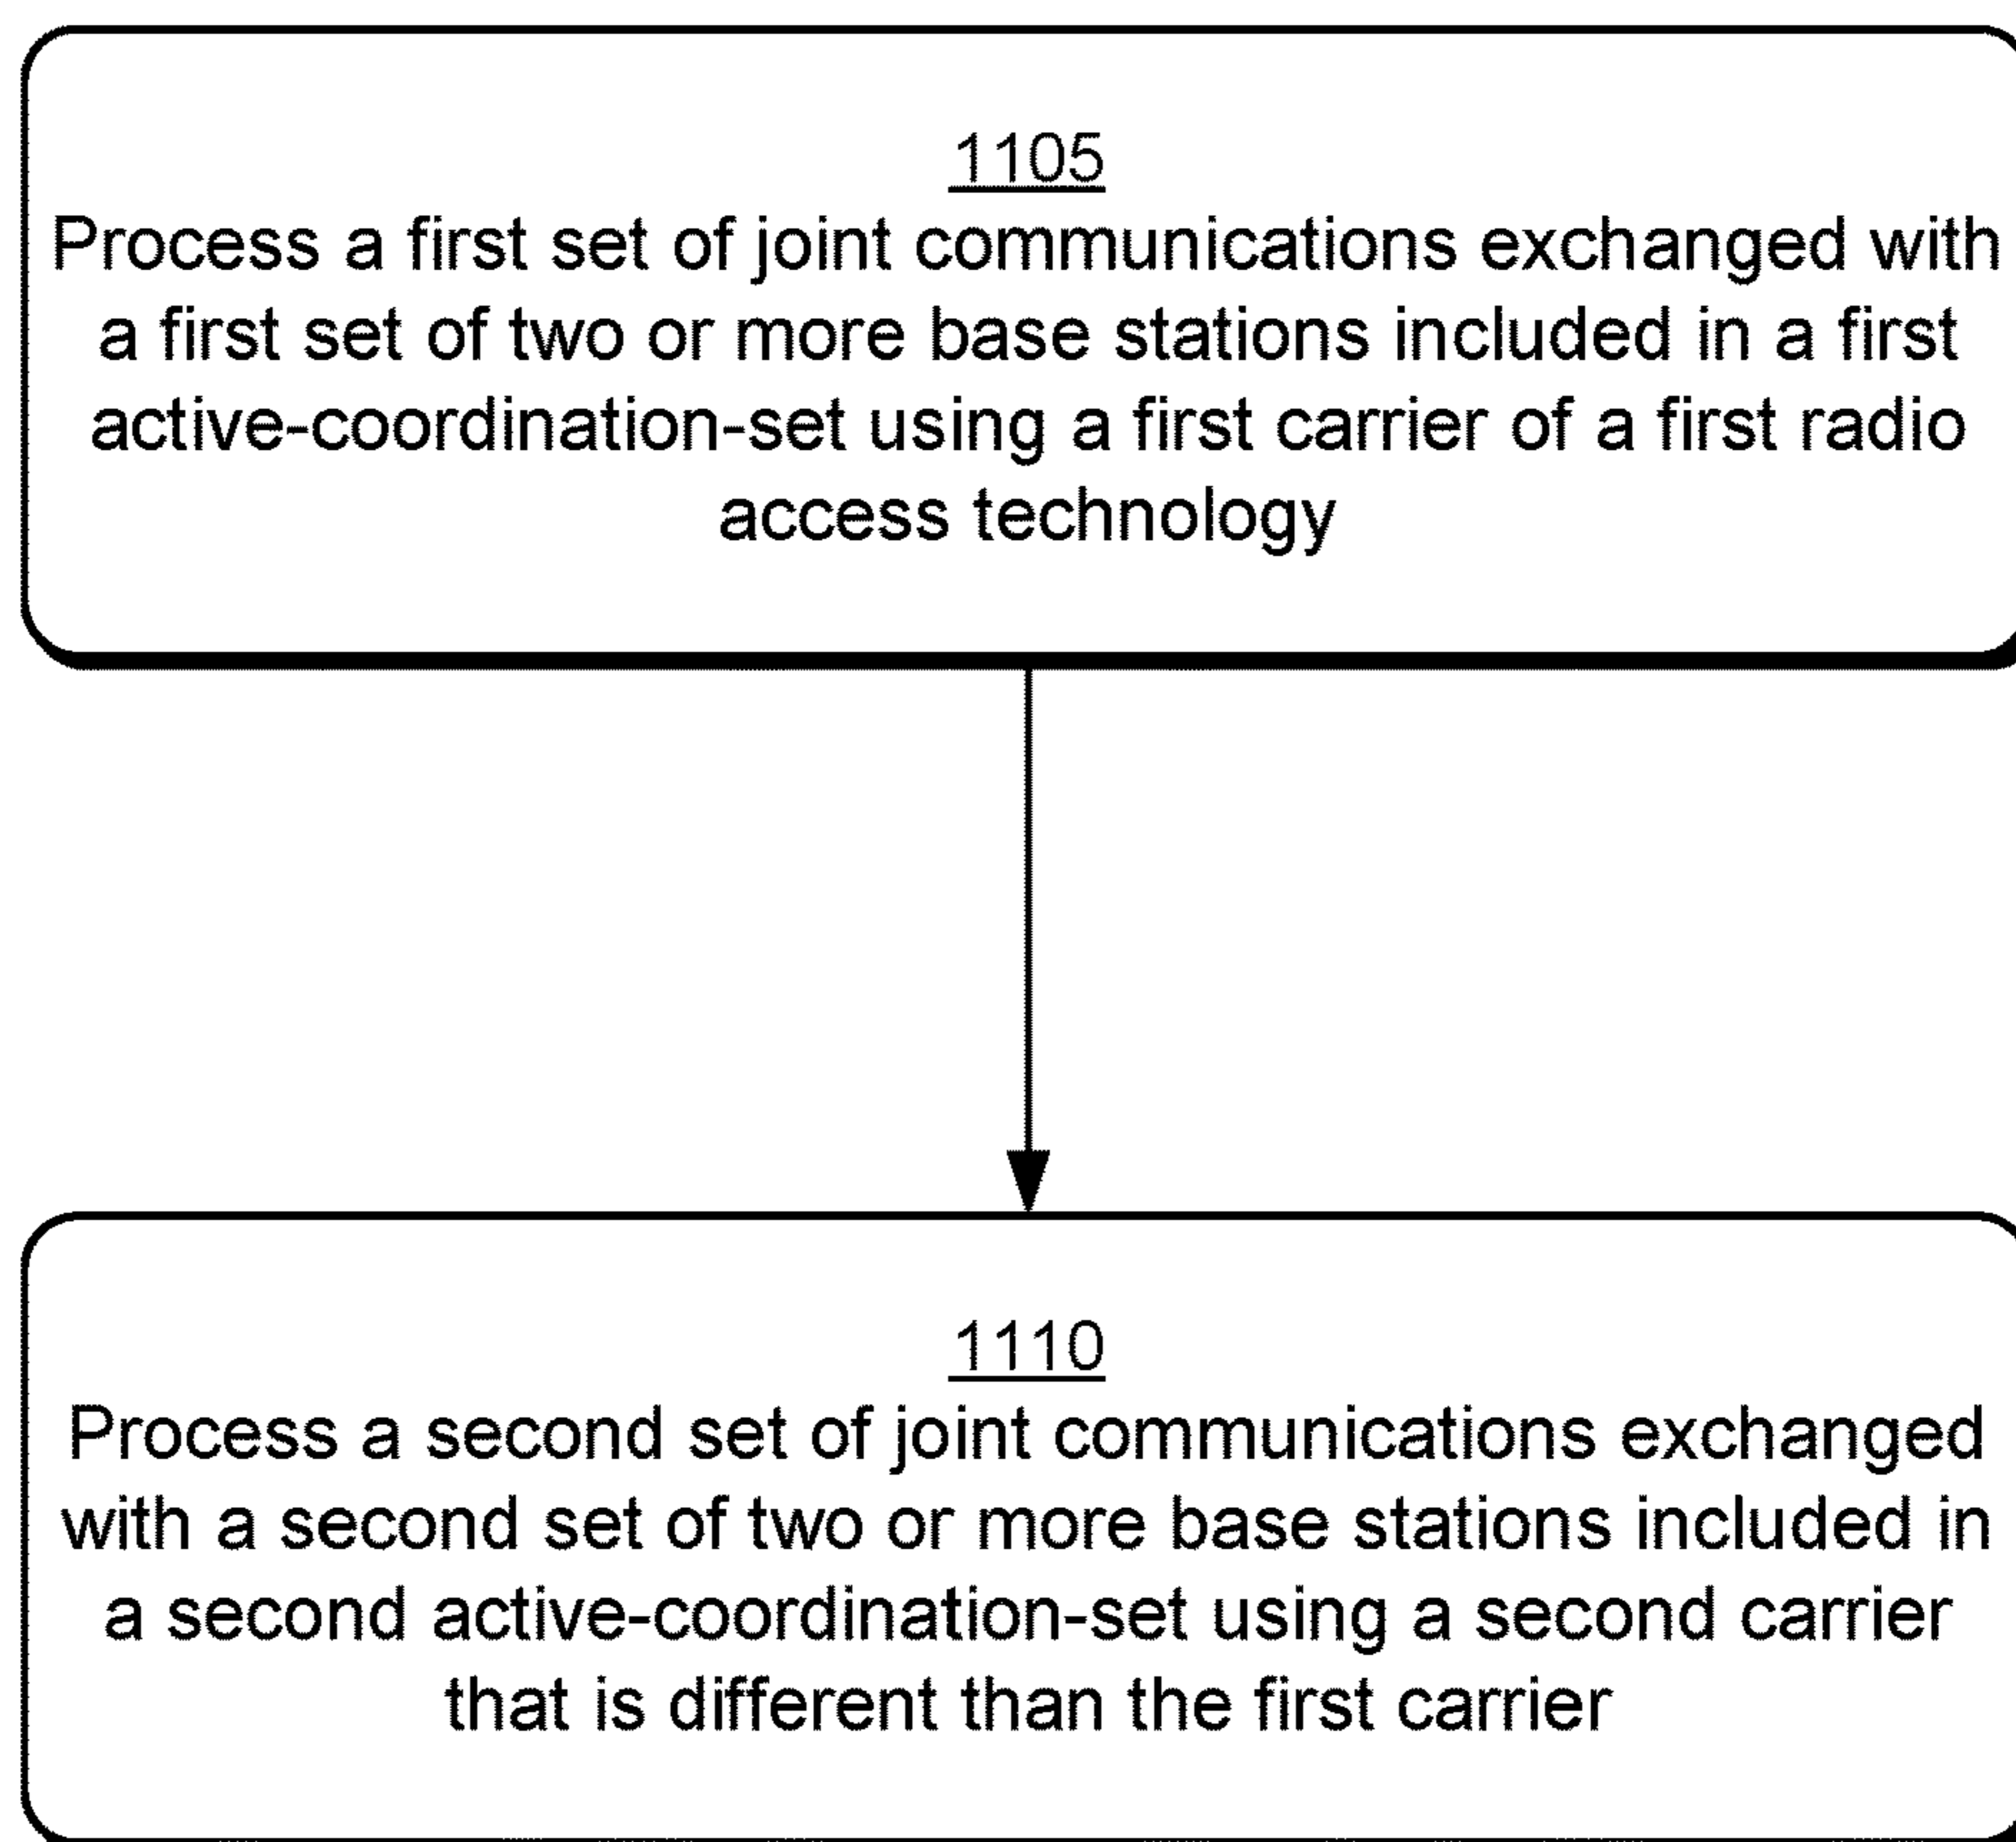 1105
Process a first set of joint communications exchanged with
a first set of two or more base stations included in a first
active-coordination-set using a first carrier of a first radio
access technology
1110
Process a second set of joint communications exchanged
with a second set of two or more base stations included in
a second active-coordination-set using a second carrier
that is different than the first carrier